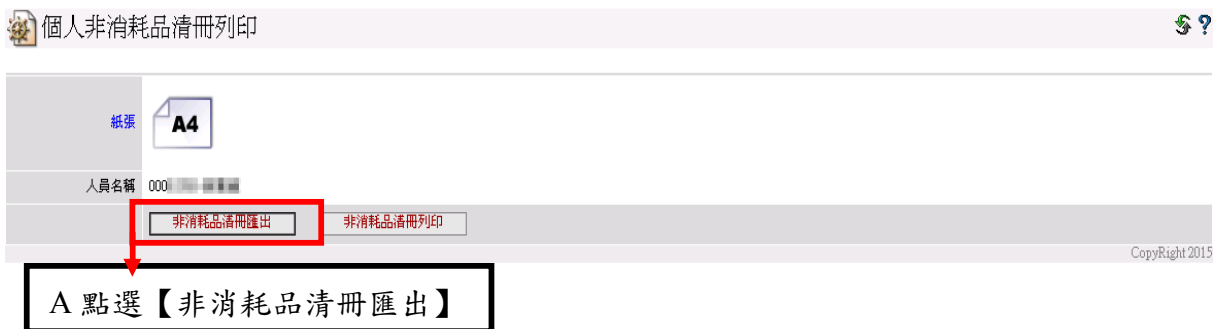 個人非消耗品清冊列印
?
紙張
A4
人員名稱 000
非消耗品清冊匯出 非消耗品清冊列印
CopyRight 2015
A 點選【非消耗品清冊匯出】